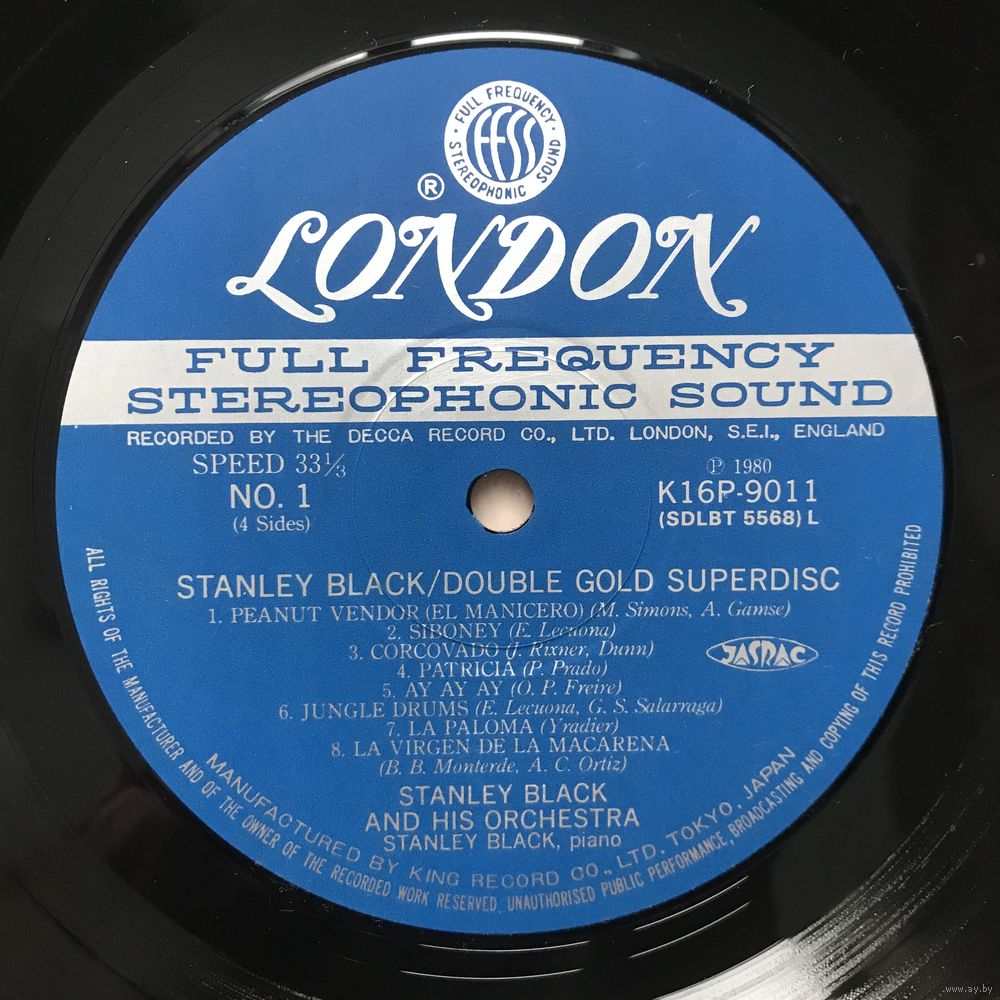 · FULL FREQUENCY ·
STEREOPHONIC SOUND
FFSS
®
LONDON
FULL FREQUENCY
STEREOPHONIC SOUND
RECORDED BY THE DECCA RECORD CO., LTD. LONDON, S.E.I., ENGLAND
SPEED 33⅓
NO. 1
(4 Sides)
℗ 1980
K16P-9011
(SDLBT 5568) L
STANLEY BLACK/DOUBLE GOLD SUPERDISC
1. PEANUT VENDOR (EL MANICERO) (M. Simons, A. Gamse)
2. SIBONEY (E. Lecuona)
3. CORCOVADO (J. Rixner, Dunn)
4. PATRICIA (P. Prado)
5. AY AY AY (O. P. Freire)
6. JUNGLE DRUMS (E. Lecuona, G. S. Salarraga)
7. LA PALOMA (Yradier)
8. LA VIRGEN DE LA MACARENA
(B. B. Monterde, A. C. Ortiz)
JASRAC
STANLEY BLACK
AND HIS ORCHESTRA
STANLEY BLACK, piano
MANUFACTURED BY KING RECORD CO., LTD. TOKYO, JAPAN
ALL RIGHTS OF THE MANUFACTURER AND OF THE OWNER OF THE RECORDED WORK RESERVED. UNAUTHORISED PUBLIC PERFORMANCE, BROADCASTING AND COPYING OF THIS RECORD PROHIBITED
www.ay.by